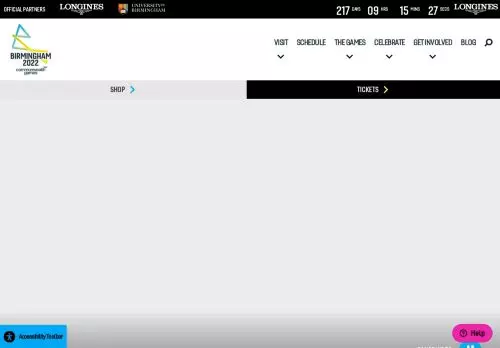 OFFICIAL PARTNERS LONGINES UNIVERSITY OF BIRMINGHAM 217 DAYS 09 HRS 15 MINS 27 SECS LONGINES
BIRMINGHAM
2022
commonwealth
games
VISIT SCHEDULE THE GAMES CELEBRATE GET INVOLVED BLOG
SHOP TICKETS
Accessibility Toolbar
Help